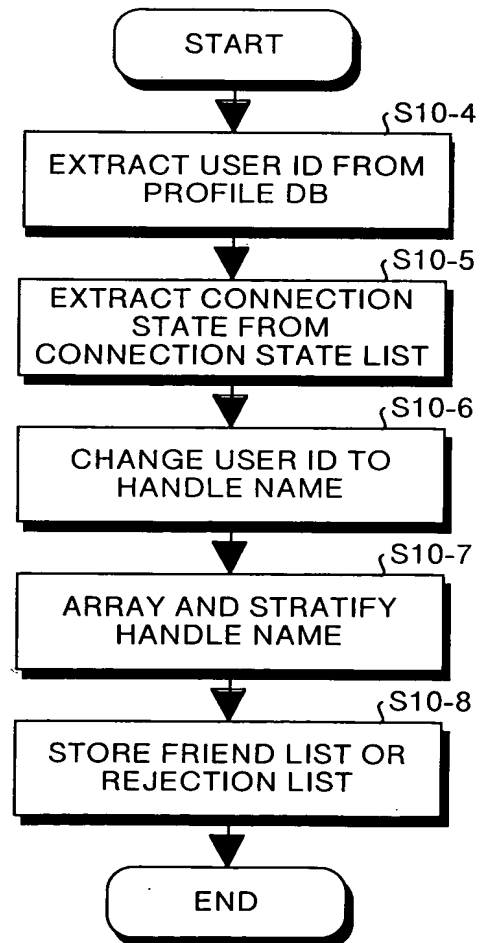 START
S10-4
EXTRACT USER ID FROM
PROFILE DB
S10-5
EXTRACT CONNECTION
STATE FROM
CONNECTION STATE LIST
S10-6
CHANGE USER ID TO
HANDLE NAME
S10-7
ARRAY AND STRATIFY
HANDLE NAME
S10-8
STORE FRIEND LIST OR
REJECTION LIST
END